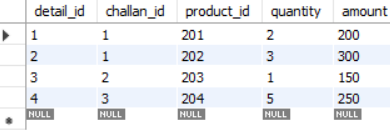 detail_id challan_id product_id quantity amount
1 1 201 2 200
2 1 202 3 300
3 2 203 1 150
4 3 204 5 250
NULL NULL NULL NULL NULL